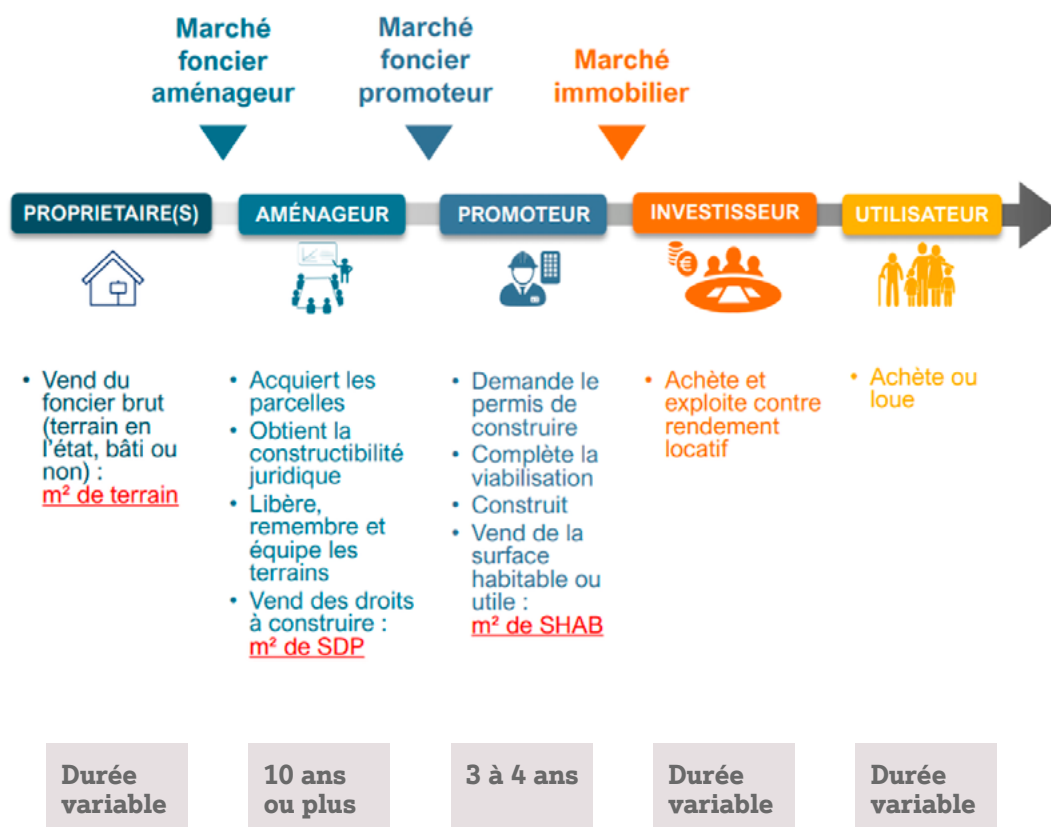 Marché
foncier
aménageur
Marché
foncier
promoteur
Marché
immobilier
PROPRIETAIRE(S)
AMÉNAGEUR
PROMOTEUR
INVESTISSEUR
UTILISATEUR
• Vend du
foncier brut
(terrain en
l'état, bâti ou
non) :
m² de terrain
• Acquiert les
parcelles
• Obtient la
constructibilité
juridique
• Libère,
remembre et
équipe les
terrains
• Vend des droits
à construire :
m² de SDP
• Demande le
permis de
construire
• Complète la
viabilisation
• Construit
• Vend de la
surface
habitable ou
utile :
m² de SHAB
• Achète et
exploite contre
rendement
locatif
• Achète ou
loue
Durée
variable
10 ans
ou plus
3 à 4 ans
Durée
variable
Durée
variable